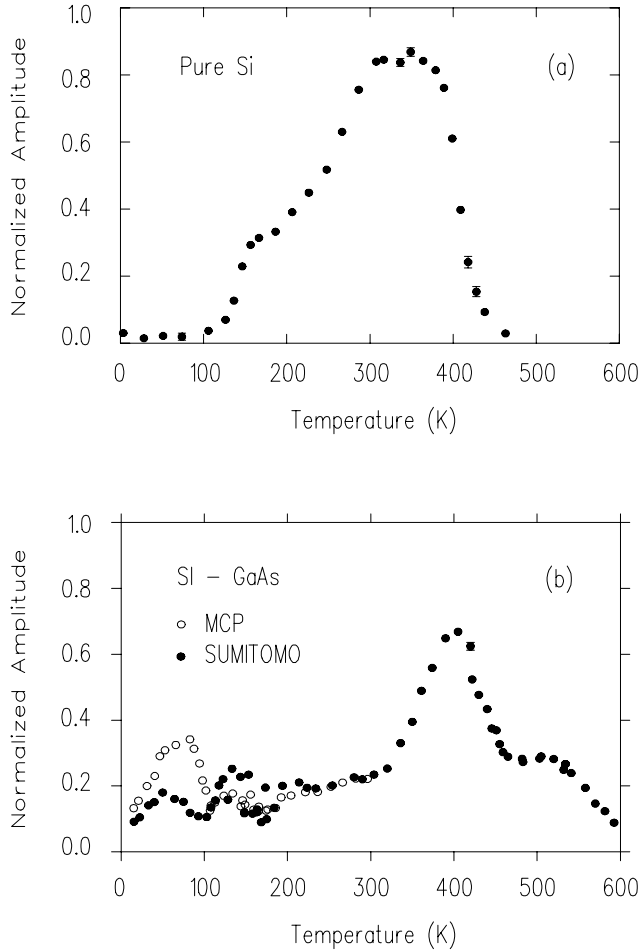 1.0
0.8
0.6
0.4
0.2
0.0
Normalized Amplitude
Pure Si
(a)
0 100 200 300 400 500 600
Temperature (K)
1.0
0.8
0.6
0.4
0.2
0.0
Normalized Amplitude
SI – GaAs
(b)
MCP
SUMITOMO
0 100 200 300 400 500 600
Temperature (K)